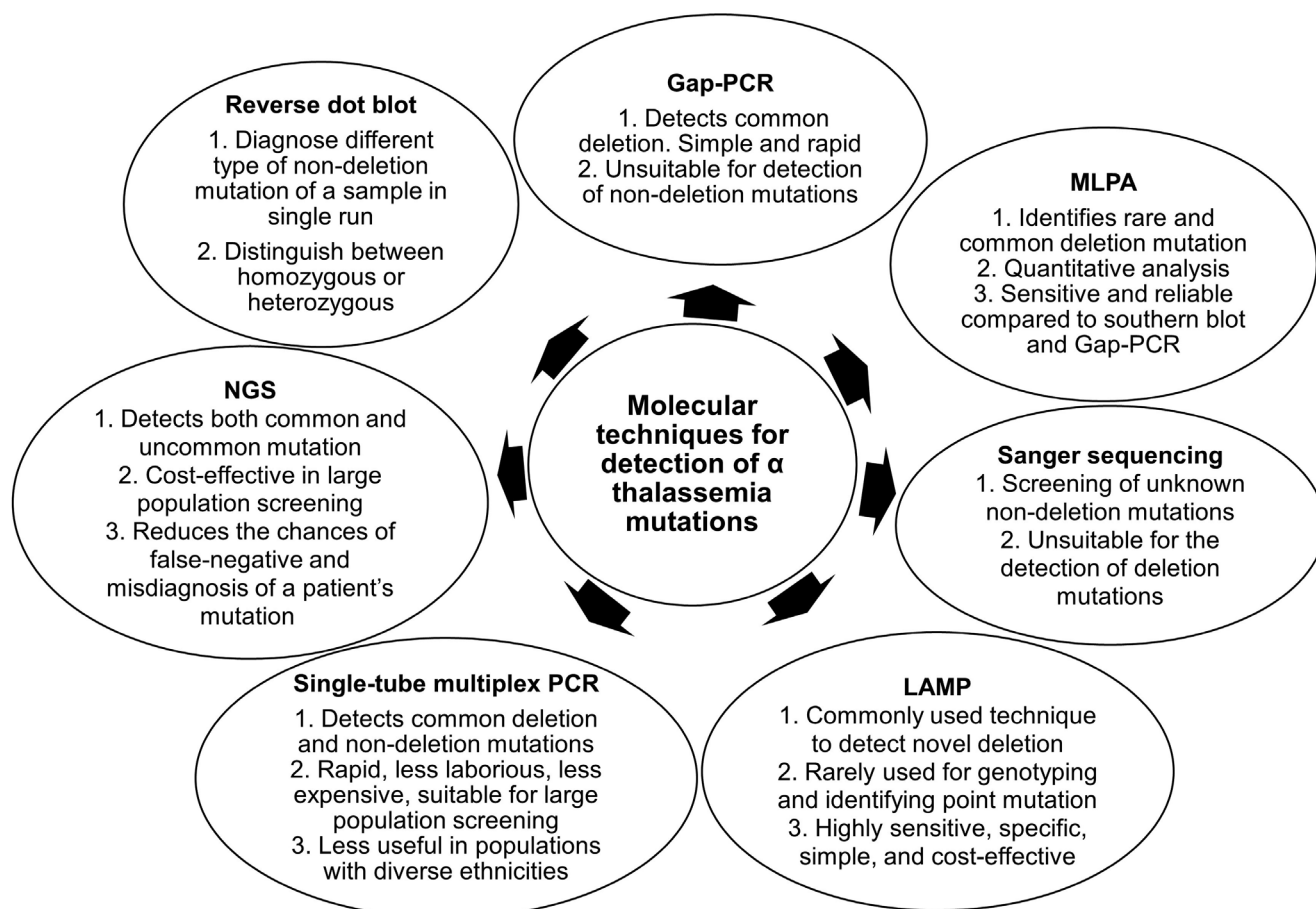 Gap-PCR
1. Detects common
deletion. Simple and rapid
2. Unsuitable for detection
of non-deletion mutations
Reverse dot blot
1. Diagnose different
type of non-deletion
mutation of a sample in
single run
2. Distinguish between
homozygous or
heterozygous
MLPA
1. Identifies rare and
common deletion mutation
2. Quantitative analysis
3. Sensitive and reliable
compared to southern blot
and Gap-PCR
NGS
1. Detects both common and
uncommon mutation
2. Cost-effective in large
population screening
3. Reduces the chances of
false-negative and
misdiagnosis of a patient’s
mutation
Molecular
techniques for
detection of α
thalassemia
mutations
Sanger sequencing
1. Screening of unknown
non-deletion mutations
2. Unsuitable for the
detection of deletion
mutations
Single-tube multiplex PCR
1. Detects common deletion
and non-deletion mutations
2. Rapid, less laborious, less
expensive, suitable for large
population screening
3. Less useful in populations
with diverse ethnicities
LAMP
1. Commonly used technique
to detect novel deletion
2. Rarely used for genotyping
and identifying point mutation
3. Highly sensitive, specific,
simple, and cost-effective